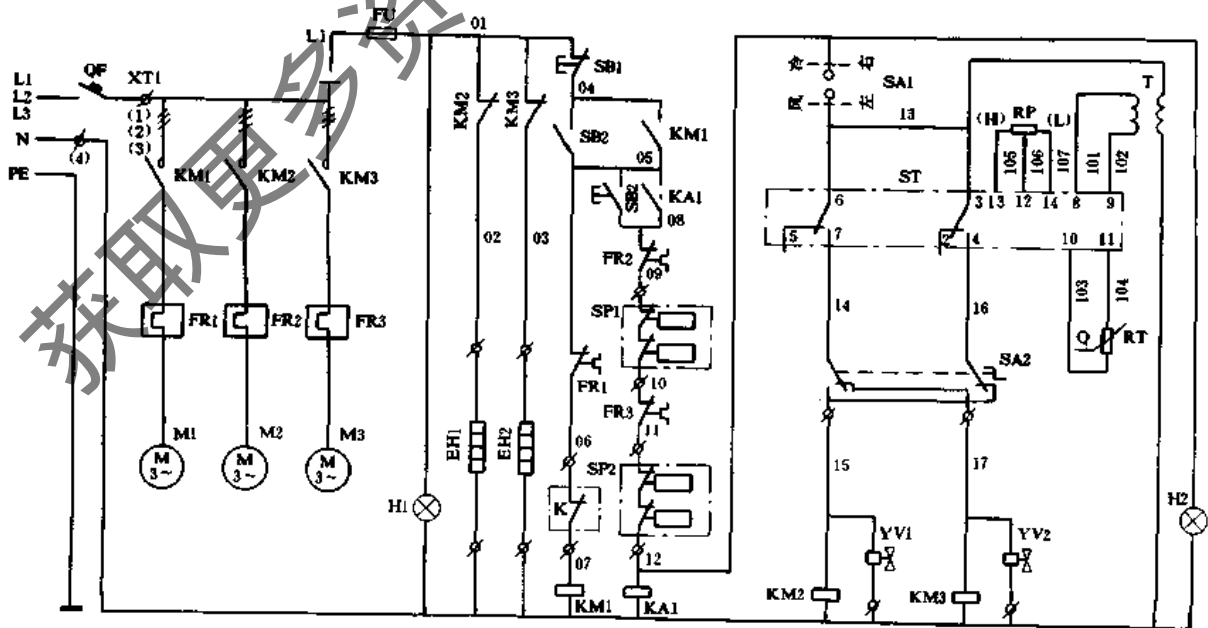 获取更多资
FU
01
L1
QF
XT1
L1
L2
L3
N
PE
(1)
(2)
(3)
(4)
KM1
KM2
KM3
FR1
FR2
FR3
M1
M2
M3
M
3~
M
3~
M
3~
H1
KM2
KM3
02
03
EH1
EH2
SB1
04
SB2
KM1
05
SB2
KA1
08
FR2
09
SP1
10
FR1
FR3
11
06
SP2
K
07
12
KM1
KA1
SA1
13
ST
(H)
RP
(L)
T
105
106
107
101
102
6
3
13
12
14
8
9
5
7
2
4
10
11
14
16
103
104
Q
RT
SA2
15
17
YV1
YV2
KM2
KM3
H2